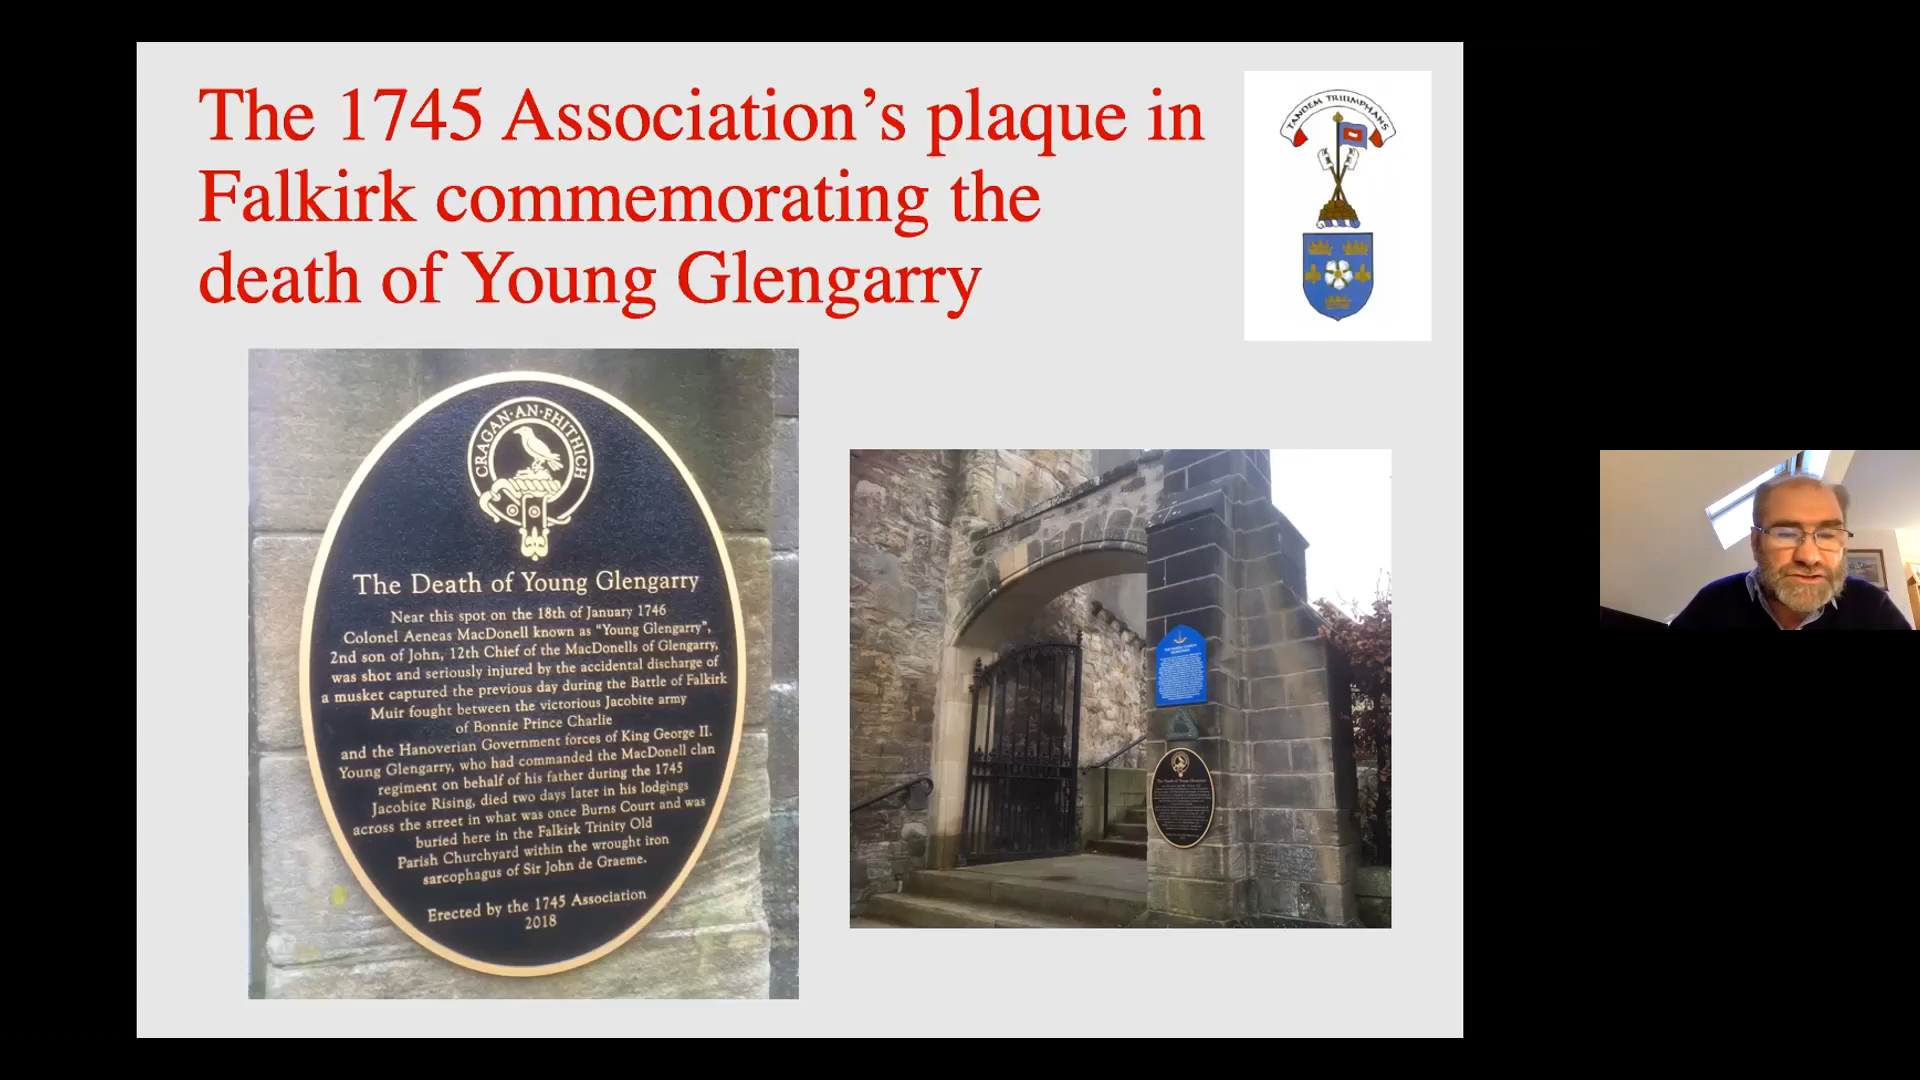 The 1745 Association’s plaque in
Falkirk commemorating the
death of Young Glengarry
TANDEM TRIUMPHANS
CRAGAN·AN·FHITHICH
The Death of Young Glengarry
Near this spot on the 18th of January 1746
Colonel Aeneas MacDonell known as “Young Glengarry”,
2nd son of John, 12th Chief of the MacDonells of Glengarry,
was shot and seriously injured by the accidental discharge of
a musket captured the previous day during the Battle of Falkirk
Muir fought between the victorious Jacobite army
of Bonnie Prince Charlie
and the Hanoverian Government forces of King George II.
Young Glengarry, who had commanded the MacDonell clan
regiment on behalf of his father during the 1745
Jacobite Rising, died two days later in his lodgings
across the street in what was once Burns Court and was
buried here in the Falkirk Trinity Old
Parish Churchyard within the wrought iron
sarcophagus of Sir John de Graeme.
Erected by the 1745 Association
2018